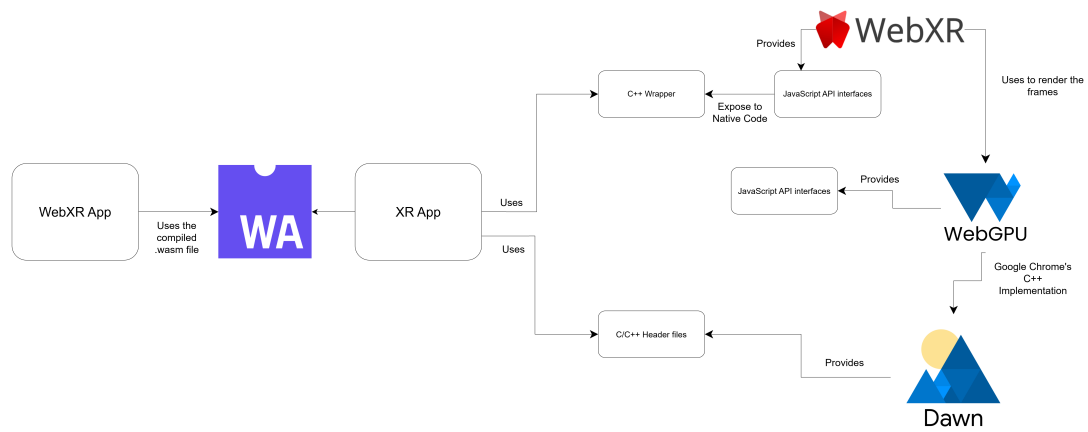 WebXR
Provides
Uses to render the
frames
C++ Wrapper
JavaScript API interfaces
Expose to
Native Code
WebXR App
Uses the
compiled
.wasm file
WA
XR App
Uses
Uses
JavaScript API interfaces
Provides
WebGPU
Google Chrome's
C++
Implementation
C/C++ Header files
Provides
Dawn